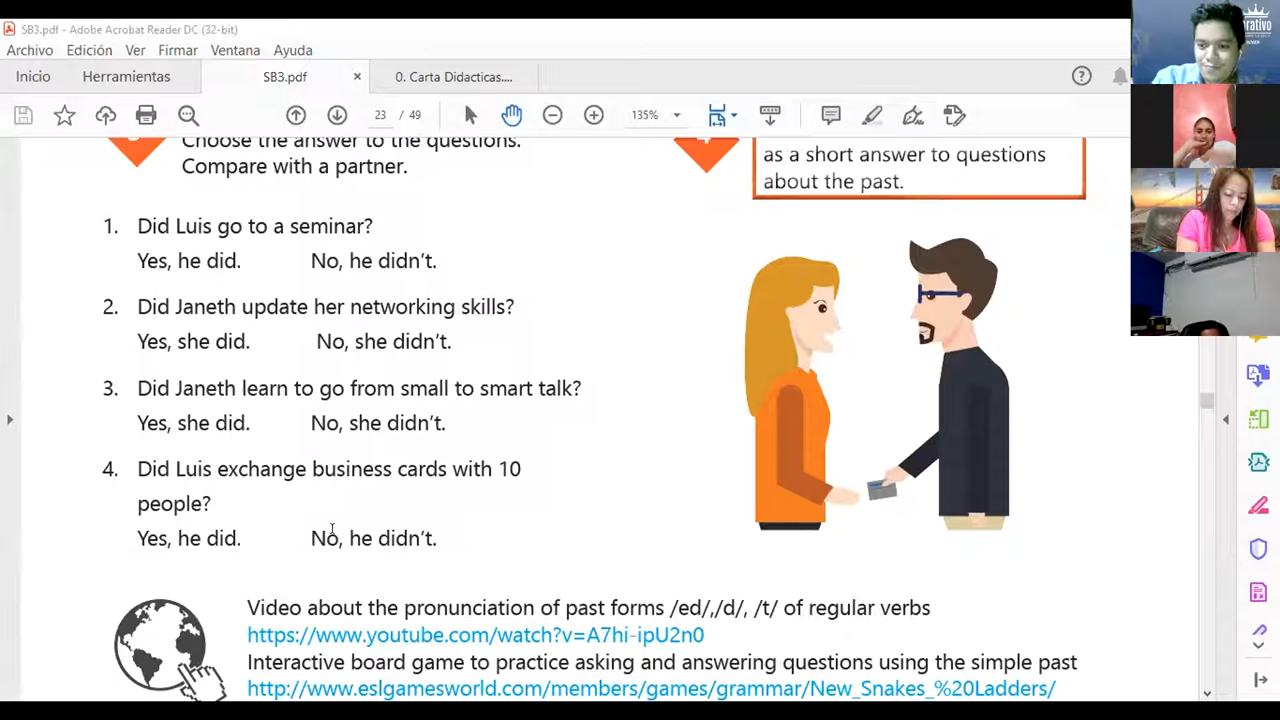 SB3.pdf - Adobe Acrobat Reader DC (32-bit)
Archivo Edición Ver Firmar Ventana Ayuda
Inicio Herramientas SB3.pdf × 0. Carta Didacticas....
23 / 49 135%
Choose the answer to the questions.
Compare with a partner.
as a short answer to questions
about the past.
1. Did Luis go to a seminar?
Yes, he did. No, he didn't.
2. Did Janeth update her networking skills?
Yes, she did. No, she didn't.
3. Did Janeth learn to go from small to smart talk?
Yes, she did. No, she didn't.
4. Did Luis exchange business cards with 10
people?
Yes, he did. No, he didn't.
Video about the pronunciation of past forms /ed/,/d/, /t/ of regular verbs
https://www.youtube.com/watch?v=A7hi-ipU2n0
Interactive board game to practice asking and answering questions using the simple past
http://www.eslgamesworld.com/members/games/grammar/New_Snakes_%20Ladders/